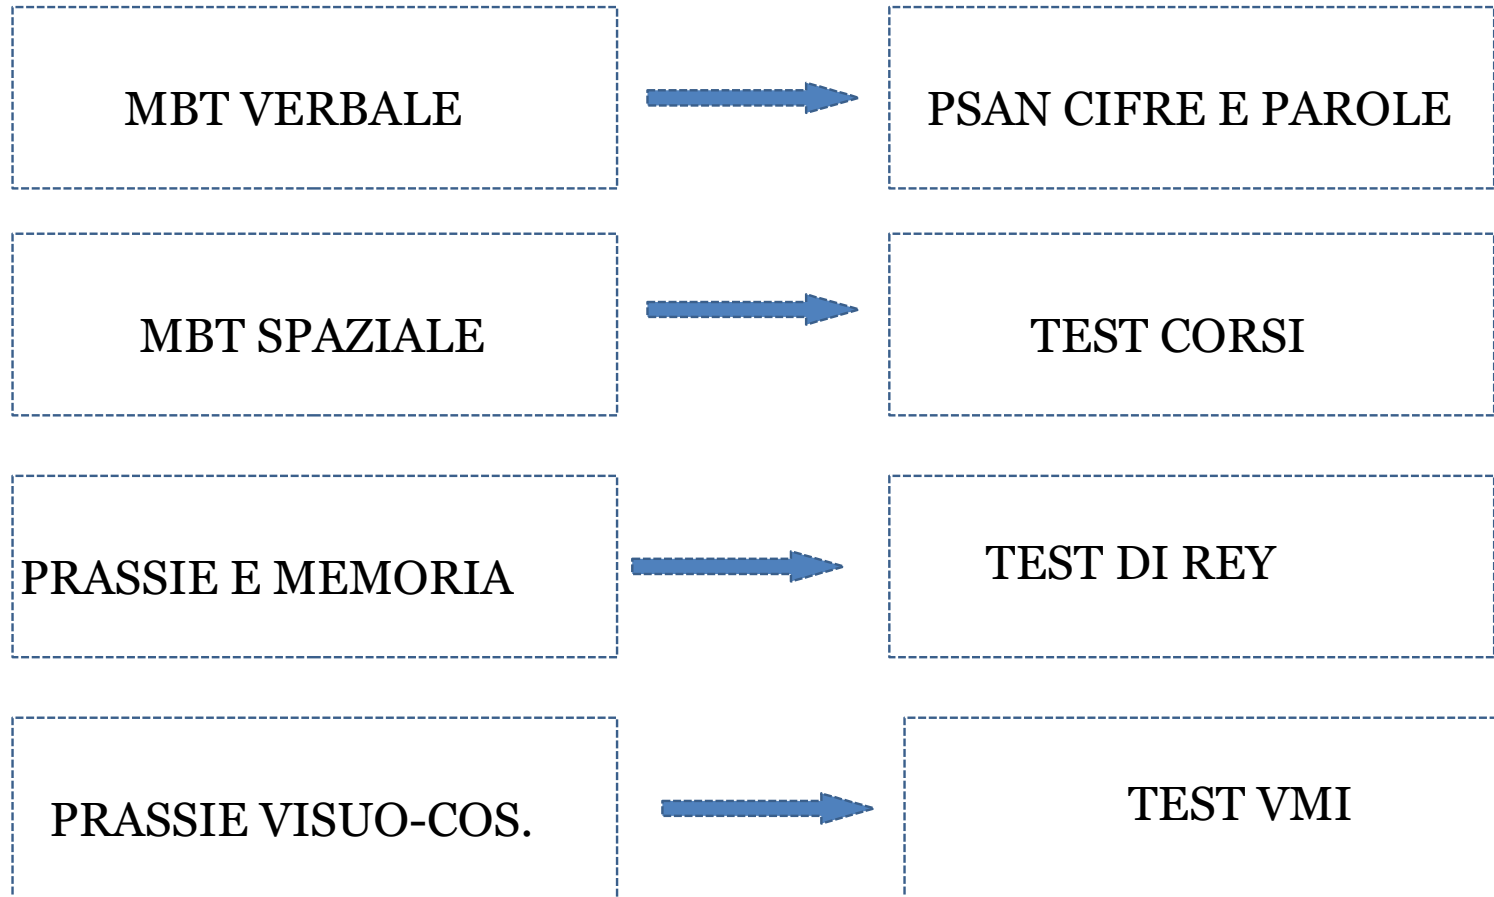 MBT VERBALE
PSAN CIFRE E PAROLE
MBT SPAZIALE
TEST CORSI
PRASSIE E MEMORIA
TEST DI REY
PRASSIE VISUO-COS.
TEST VMI